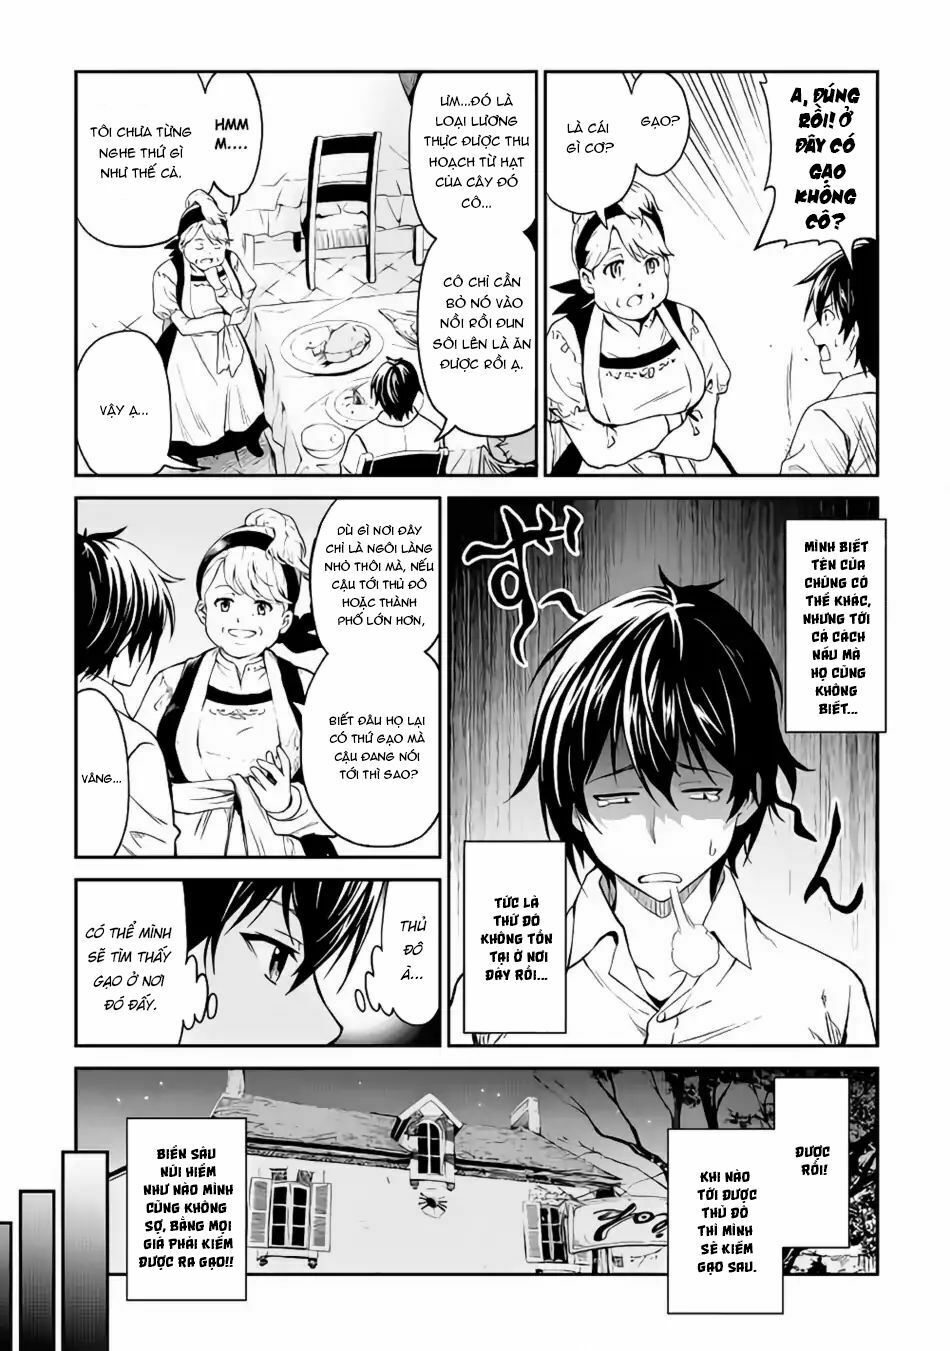 A, ĐÚNG
RỒI! Ở
ĐÂY CÓ
GẠO
KHÔNG
CÔ?
GẠO?
LÀ CÁI
GÌ CƠ?
ƯM...ĐÓ LÀ
LOẠI LƯƠNG
THỰC ĐƯỢC THU
HOẠCH TỪ HẠT
CỦA CÂY ĐÓ
CÔ...
CÔ CHỈ CẦN
BỎ NÓ VÀO
NỒI RỒI ĐUN
SÔI LÊN LÀ ĂN
ĐƯỢC RỒI Ạ.
HMM
M....
TÔI CHƯA TỪNG
NGHE THỨ GÌ
NHƯ THẾ CẢ.
VẬY Ạ...
MÌNH BIẾT
TÊN CỦA
CHÚNG CÓ
THỂ KHÁC,
NHƯNG TỚI
CẢ CÁCH
NẤU MÀ
HỌ CŨNG
KHÔNG
BIẾT...
ず
ー
ん
TỨC LÀ
THỨ ĐÓ
KHÔNG TỒN
TẠI Ở NƠI
ĐÂY RỒI...
DÙ GÌ NƠI ĐÂY
CHỈ LÀ NGÔI LÀNG
NHỎ THÔI MÀ, NẾU
CẬU TỚI THỦ ĐÔ
HOẶC THÀNH
PHỐ LỚN HƠN,
BIẾT ĐÂU HỌ LẠI
CÓ THỨ GẠO MÀ
CẬU ĐANG NÓI
TỚI THÌ SAO?
VÂNG...
THỦ
ĐÔ
À...
CÓ THỂ MÌNH
SẼ TÌM THẤY
GẠO Ở NƠI
ĐÓ ĐẤY.
ĐƯỢC
RỒI!
KHI NÀO
TỚI ĐƯỢC
THỦ ĐÔ
THÌ MÌNH
SẼ KIẾM
GẠO SAU.
BIỂN SÂU
NÚI HIỂM
NHƯ NÀO MÌNH
CŨNG KHÔNG
SỢ, BẰNG MỌI
GIÁ PHẢI KIẾM
ĐƯỢC RA GẠO!!